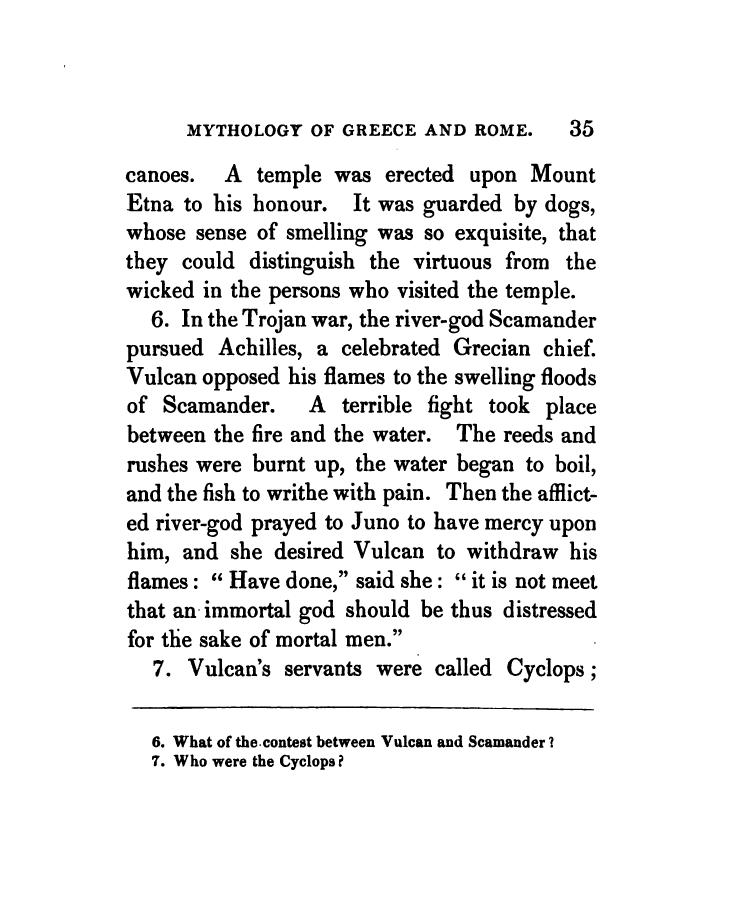 MYTHOLOGY OF GREECE AND ROME. 35
canoes. A temple was erected upon Mount
Etna to his honour. It was guarded by dogs,
whose sense of smelling was so exquisite, that
they could distinguish the virtuous from the
wicked in the persons who visited the temple.
6. In the Trojan war, the river-god Scamander
pursued Achilles, a celebrated Grecian chief.
Vulcan opposed his flames to the swelling floods
of Scamander. A terrible fight took place
between the fire and the water. The reeds and
rushes were burnt up, the water began to boil,
and the fish to writhe with pain. Then the afflict-
ed river-god prayed to Juno to have mercy upon
him, and she desired Vulcan to withdraw his
flames : “ Have done,” said she : “ it is not meet
that an immortal god should be thus distressed
for the sake of mortal men.”
7. Vulcan’s servants were called Cyclops ;
6. What of the contest between Vulcan and Scamander ?
7. Who were the Cyclops ?